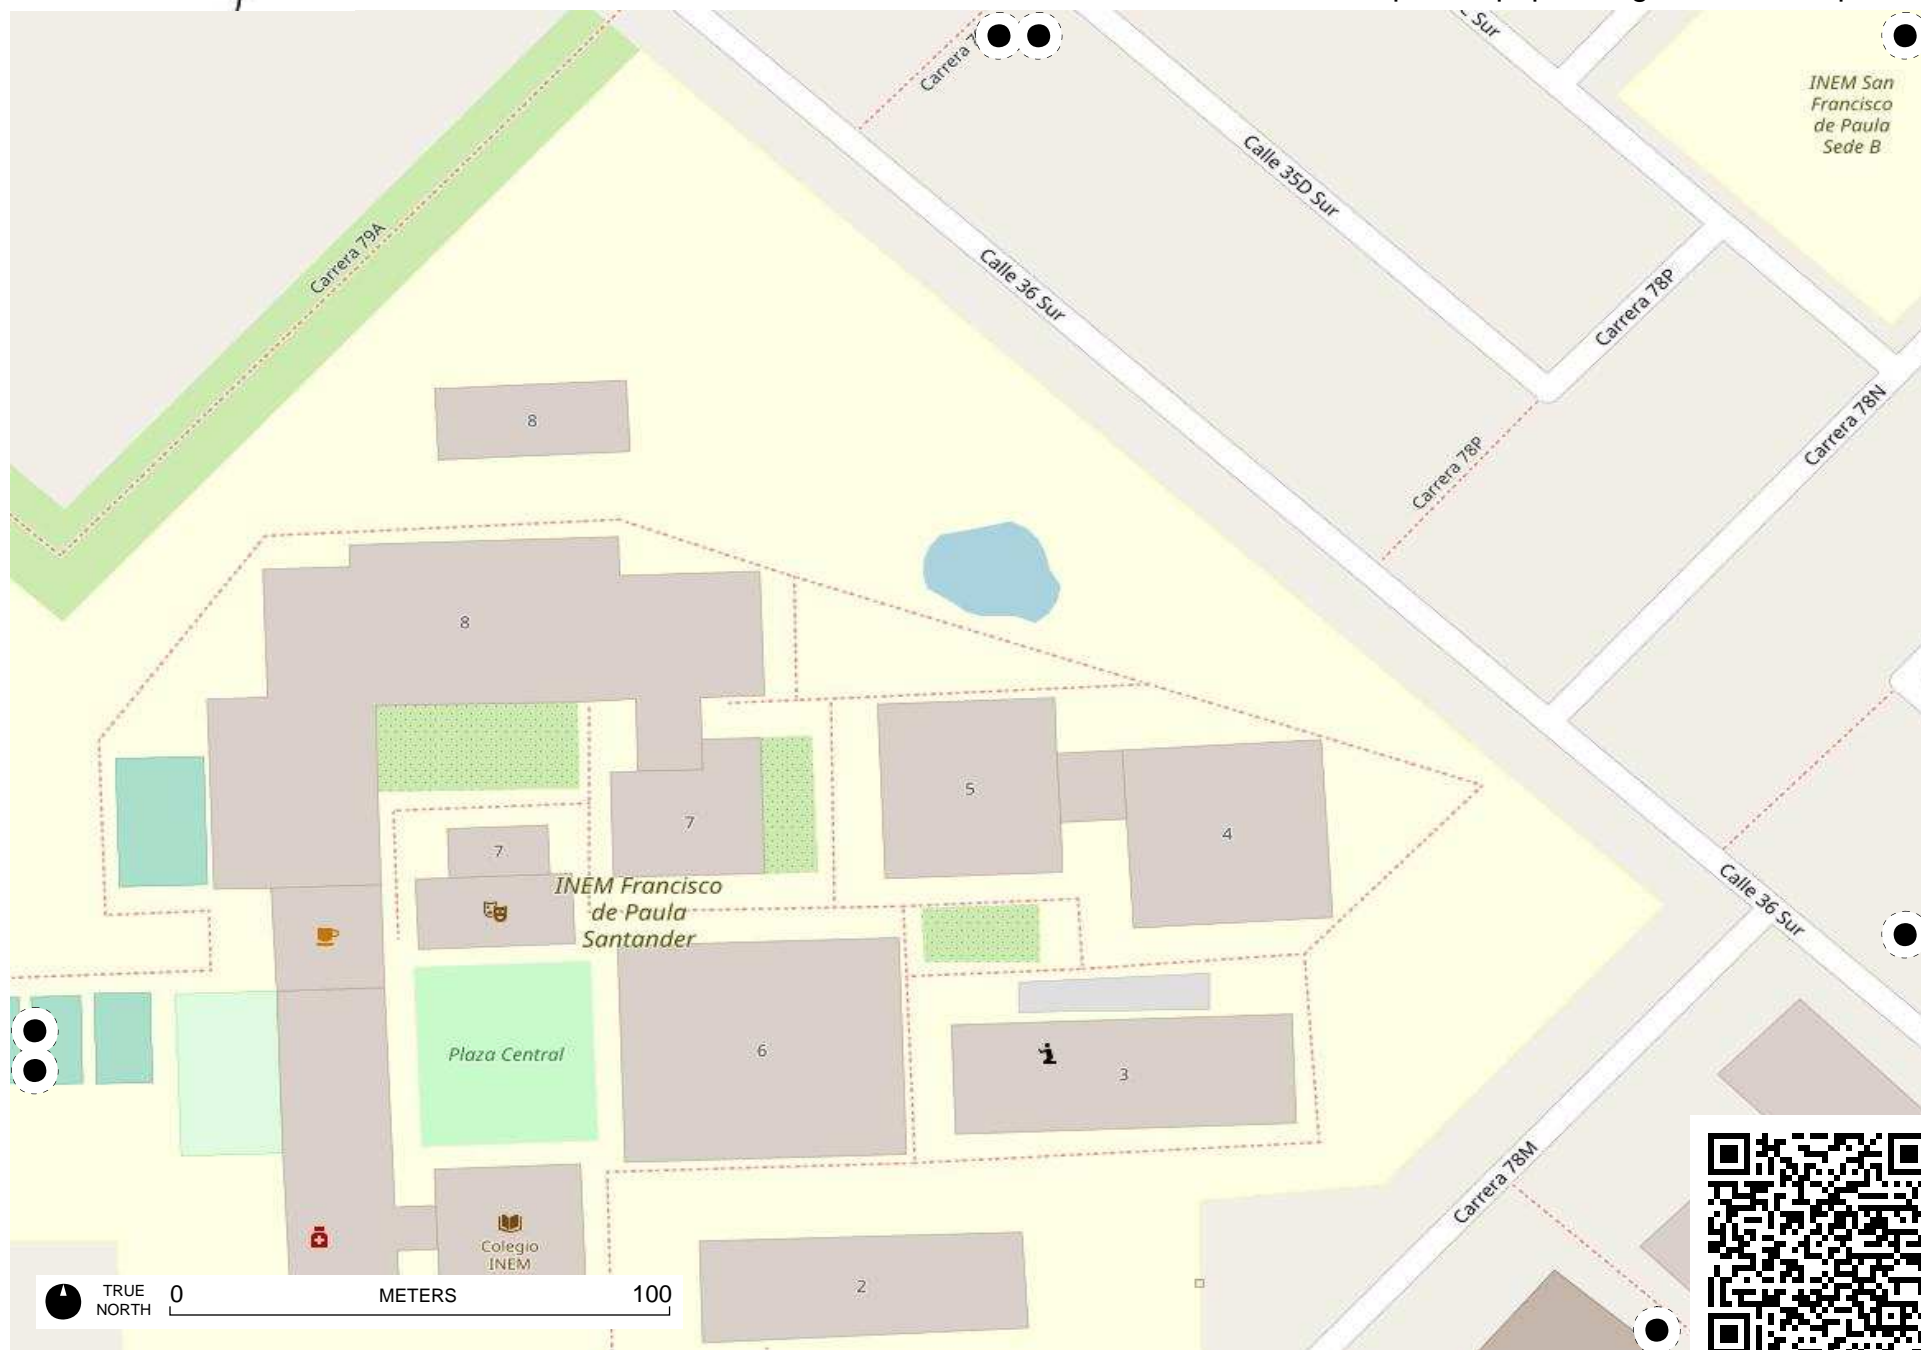 Sur
Carrera
INEM San
Francisco
de Paula
Sede B
Calle 35D Sur
Carrera 79A
Calle 36 Sur
Carrera 78P
Carrera 78N
8
Carrera 78P
8
5
7
4
7
INEM Francisco
de Paula
Santander
Calle 36 Sur
Plaza Central
6
3
Carrera 78M
Colegio
INEM
2
TRUE
NORTH
0
METERS
100